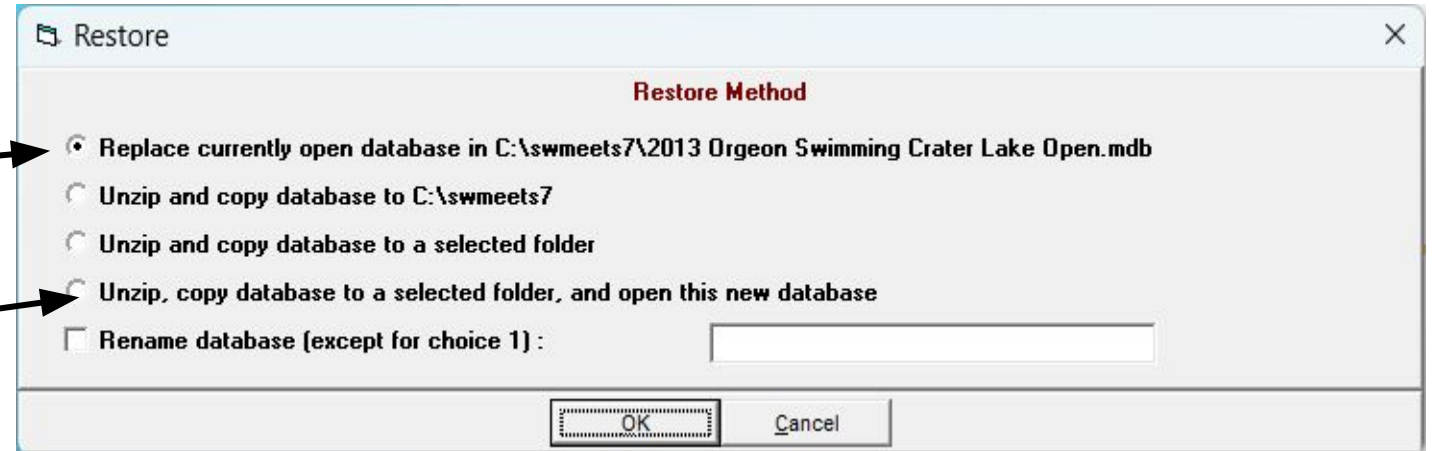 Restore
Restore Method
Replace currently open database in C:\swmeets7\2013 Orgeon Swimming Crater Lake Open.mdb
Unzip and copy database to C:\swmeets7
Unzip and copy database to a selected folder
Unzip, copy database to a selected folder, and open this new database
Rename database (except for choice 1) :
OK Cancel